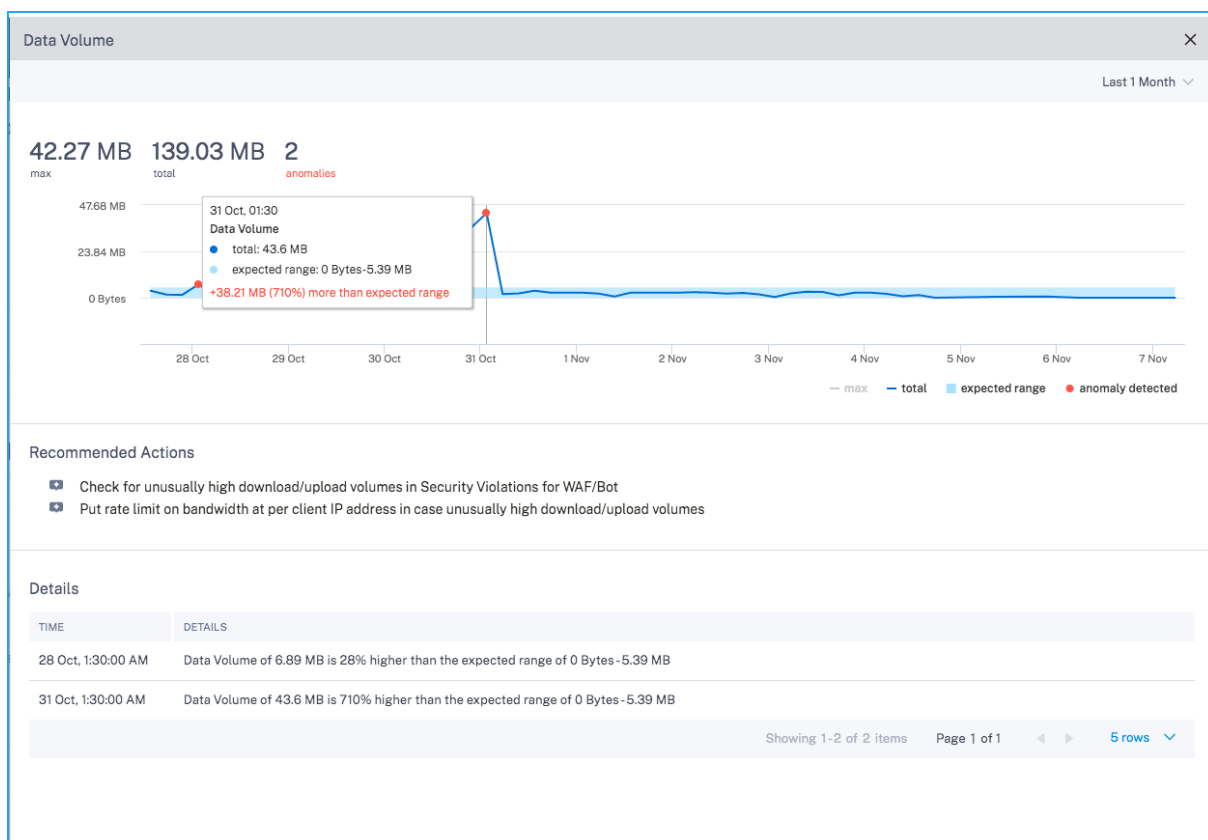 Data Volume
Last 1 Month
42.27 MB 139.03 MB 2
max total anomalies
47.68 MB
23.84 MB
0 Bytes
31 Oct, 01:30
Data Volume
total: 43.6 MB
expected range: 0 Bytes-5.39 MB
+38.21 MB (710%) more than expected range
28 Oct 29 Oct 30 Oct 31 Oct 1 Nov 2 Nov 3 Nov 4 Nov 5 Nov 6 Nov 7 Nov
max total expected range anomaly detected
Recommended Actions
Check for unusually high download/upload volumes in Security Violations for WAF/Bot
Put rate limit on bandwidth at per client IP address in case unusually high download/upload volumes
Details
TIME DETAILS
28 Oct, 1:30:00 AM Data Volume of 6.89 MB is 28% higher than the expected range of 0 Bytes-5.39 MB
31 Oct, 1:30:00 AM Data Volume of 43.6 MB is 710% higher than the expected range of 0 Bytes-5.39 MB
Showing 1-2 of 2 items Page 1 of 1 5 rows